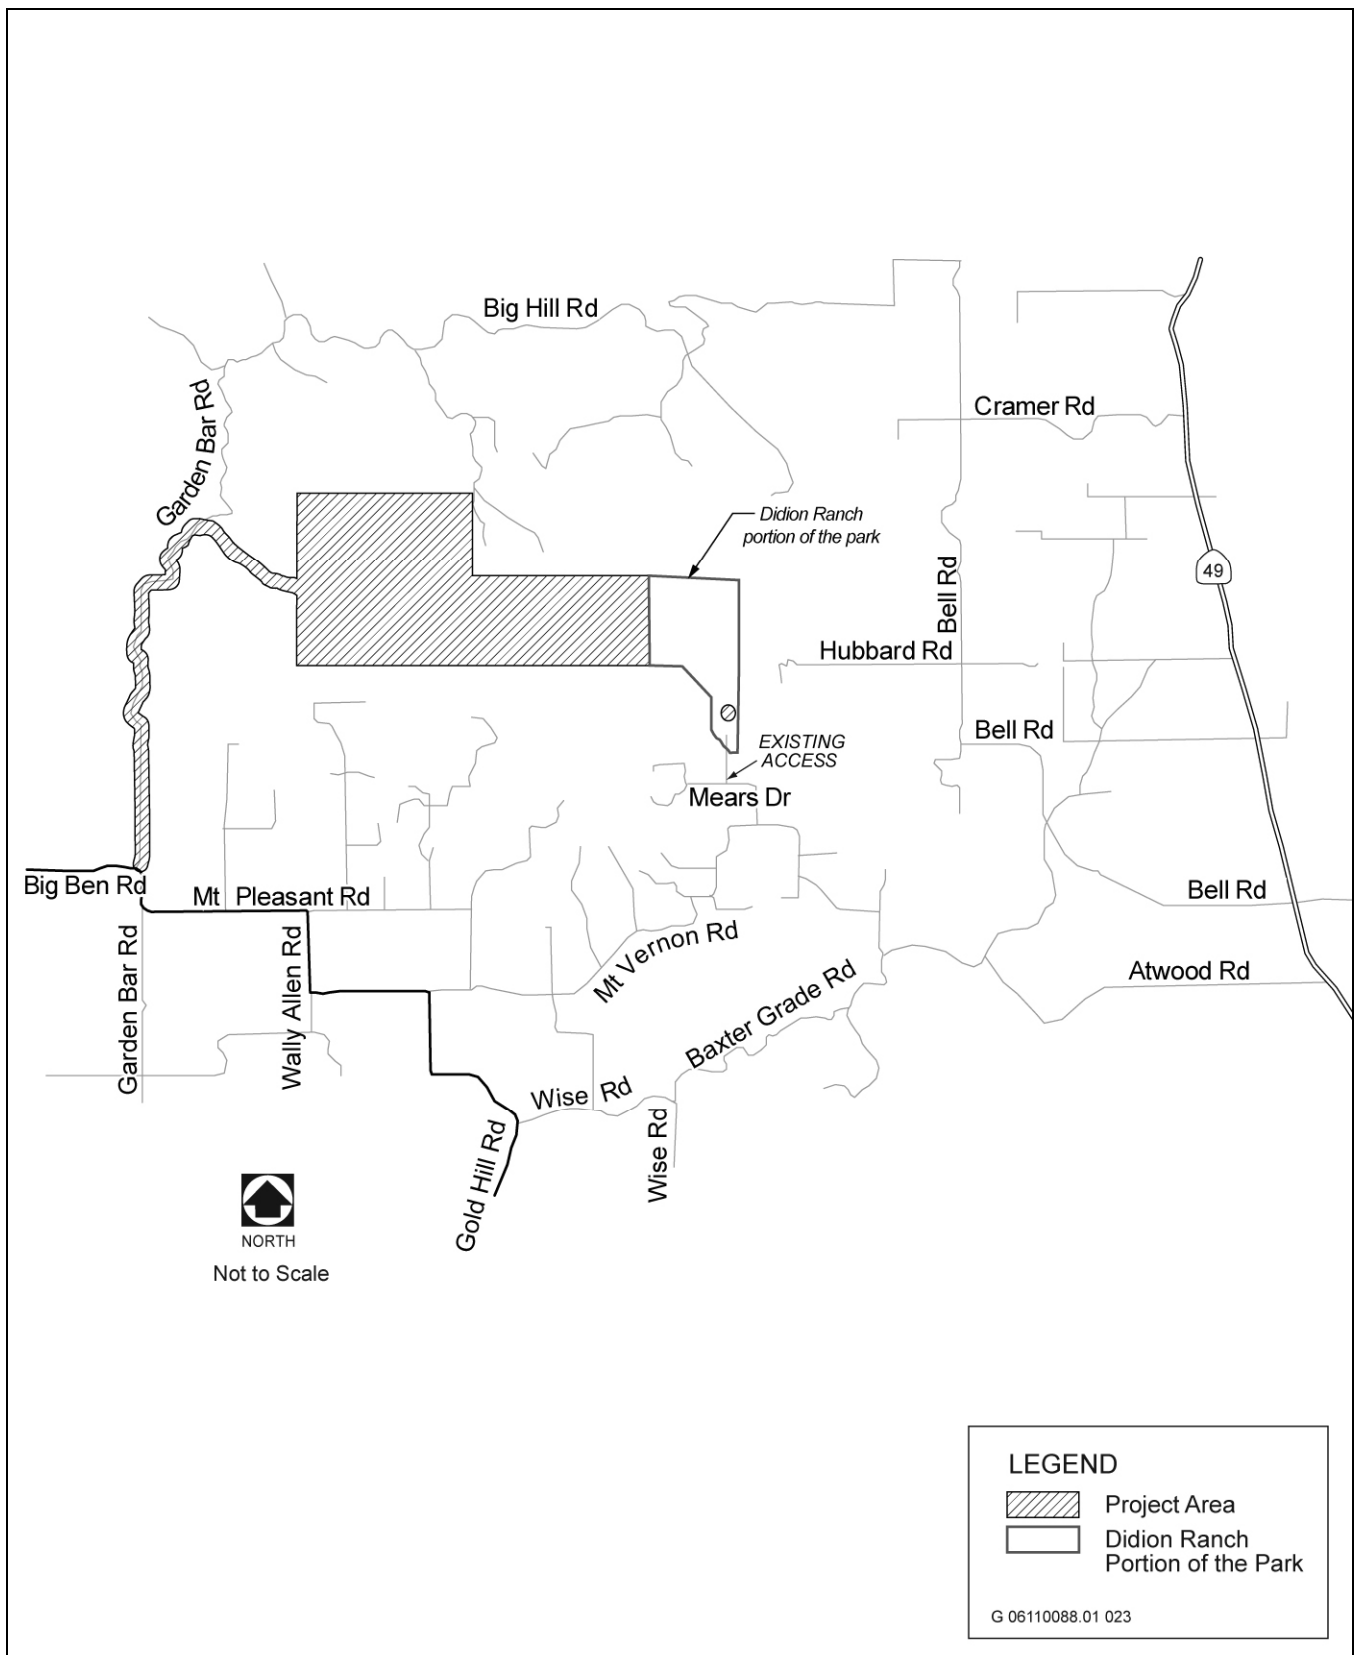 Big Hill Rd
Garden Bar Rd
Cramer Rd
Didion Ranch
portion of the park
Bell Rd
49
Hubbard Rd
Bell Rd
EXISTING
ACCESS
Mears Dr
Big Ben Rd
Mt Pleasant Rd
Bell Rd
Garden Bar Rd
Wally Allen Rd
Mt Vernon Rd
Atwood Rd
Baxter Grade Rd
Wise Rd
Wise Rd
Gold Hill Rd
NORTH
Not to Scale
LEGEND
Project Area
Didion Ranch
Portion of the Park
G 06110088.01 023